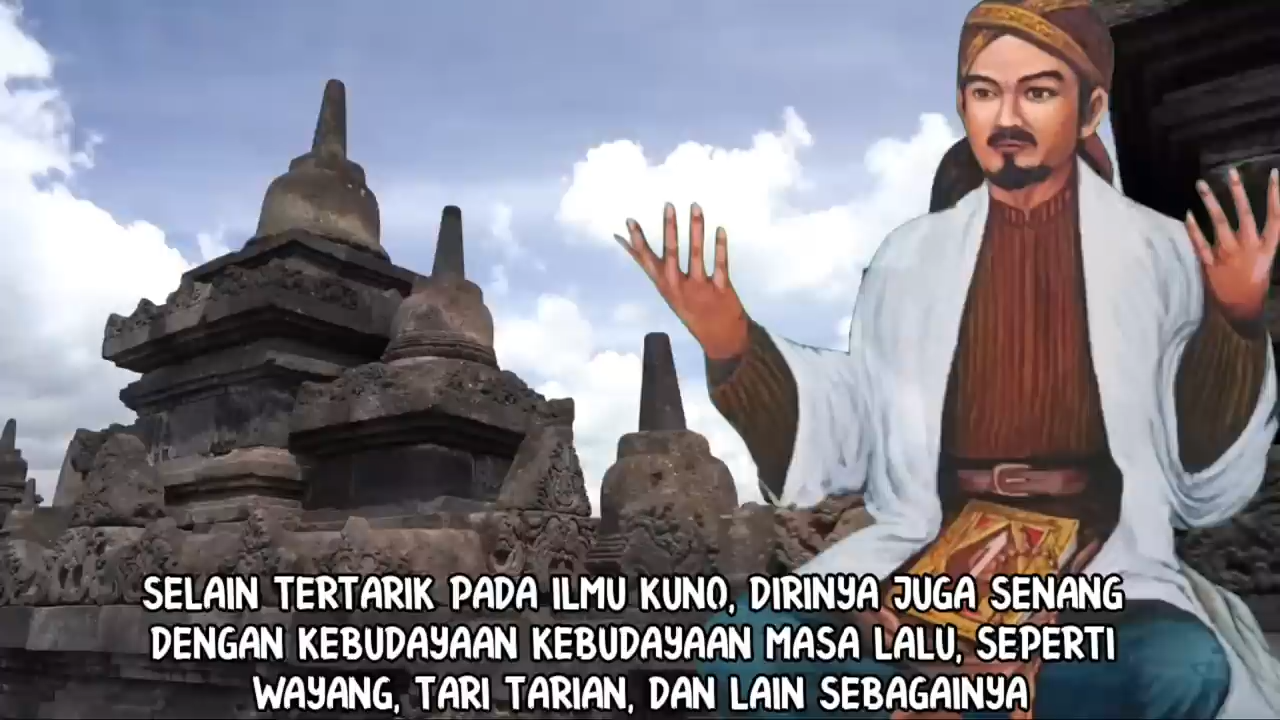 SELAIN TERTARIK PADA ILMU KUNO, DIRINYA JUGA SENANG
DENGAN KEBUDAYAAN KEBUDAYAAN MASA LALU, SEPERTI
WAYANG, TARI TARIAN, DAN LAIN SEBAGAINYA